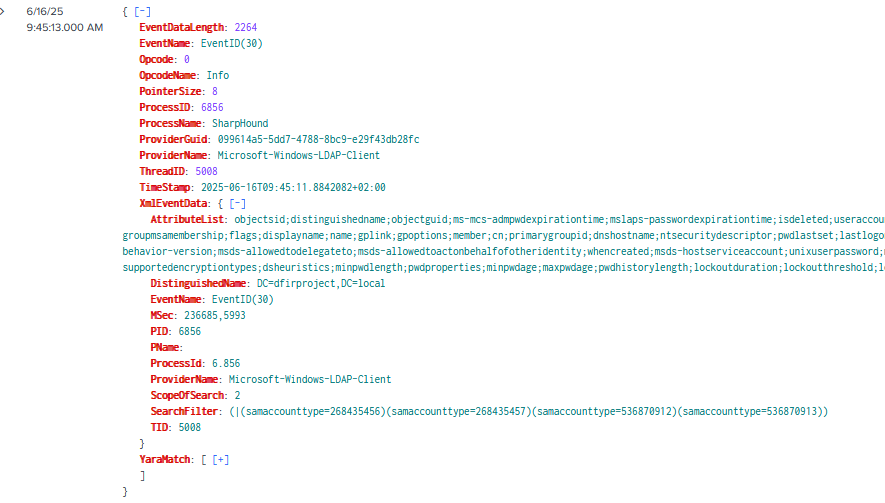 6/16/25
9:45:13.000 AM
{ [-]
EventDataLength: 2264
EventName: EventID(30)
Opcode: 0
OpcodeName: Info
PointerSize: 8
ProcessID: 6856
ProcessName: SharpHound
ProviderGuid: 099614a5-5dd7-4788-8bc9-e29f43db28fc
ProviderName: Microsoft-Windows-LDAP-Client
ThreadID: 5008
TimeStamp: 2025-06-16T09:45:11.8842082+02:00
XmlEventData: { [-]
AttributeList: objectsid;distinguishedname;objectguid;ms-mcs-admpwdexpirationtime;mslaps-passwordexpirationtime;isdeleted;useraccou
groupmsamembership;flags;displayname;name;gplink;gpoptions;member;cn;primarygroupid;dnshostname;ntsecuritydescriptor;pwdlastset;lastlogo
behavior-version;msds-allowedtodelegateto;msds-allowedtoactonbehalfofotheridentity;whencreated;msds-hostserviceaccount;unixuserpassword;
supportedencryptiontypes;dsheuristics;minpwdlength;pwdproperties;minpwdage;maxpwdage;pwdhistorylength;lockoutduration;lockoutthreshold;l
DistinguishedName: DC=dfirproject,DC=local
EventName: EventID(30)
MSec: 236685,5993
PID: 6856
PName:
ProcessId: 6.856
ProviderName: Microsoft-Windows-LDAP-Client
ScopeOfSearch: 2
SearchFilter: (|(samaccounttype=268435456)(samaccounttype=268435457)(samaccounttype=536870912)(samaccounttype=536870913))
TID: 5008
}
YaraMatch: [ [+]
]
}